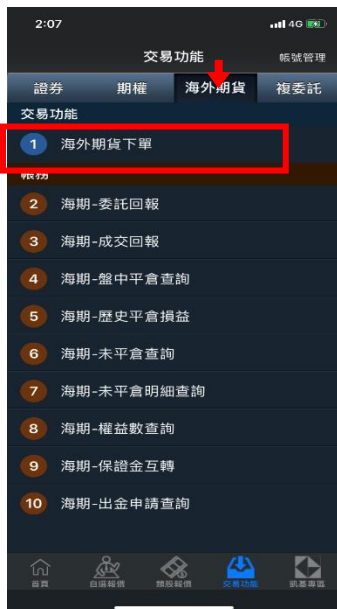 2:07 4G
交易功能 帳號管理
證券 期權 海外期貨 複委託
交易功能
1 海外期貨下單
帳務
2 海期-委託回報
3 海期-成交回報
4 海期-盤中平倉查詢
5 海期-歷史平倉損益
6 海期-未平倉查詢
7 海期-未平倉明細查詢
8 海期-權益數查詢
9 海期-保證金互轉
10 海期-出金申請查詢
首頁 自選報價 類股報價 交易功能 凱基專區